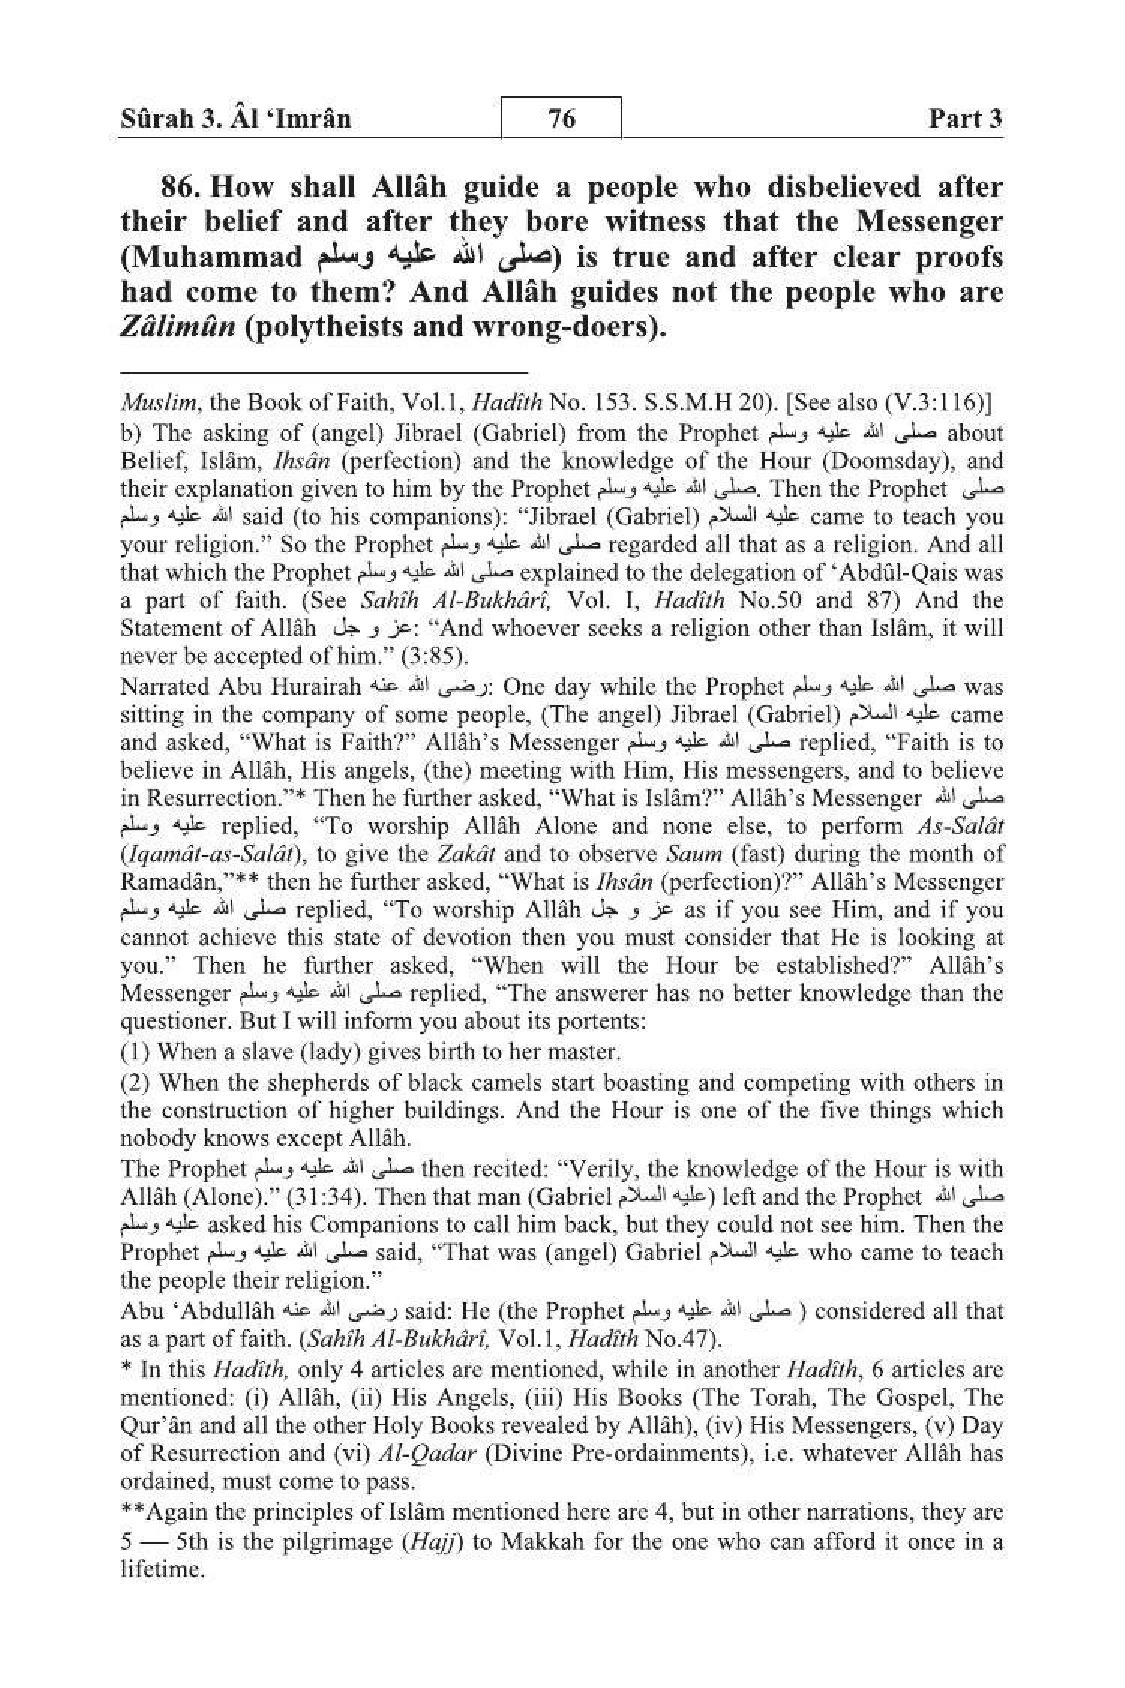 Sûrah 3. Âl ‘Imrân 76 Part 3
86. How shall Allâh guide a people who disbelieved after
their belief and after they bore witness that the Messenger
(Muhammad صلى الله عليه وسلم) is true and after clear proofs
had come to them? And Allâh guides not the people who are
Zâlimûn (polytheists and wrong-doers).
Muslim, the Book of Faith, Vol.1, Hadîth No. 153. S.S.M.H 20). [See also (V.3:116)]
b) The asking of (angel) Jibrael (Gabriel) from the Prophet صلى الله عليه وسلم about
Belief, Islâm, Ihsân (perfection) and the knowledge of the Hour (Doomsday), and
their explanation given to him by the Prophet صلى الله عليه وسلم. Then the Prophet صلى
الله عليه وسلم said (to his companions): “Jibrael (Gabriel) عليه السلام came to teach you
your religion.” So the Prophet صلى الله عليه وسلم regarded all that as a religion. And all
that which the Prophet صلى الله عليه وسلم explained to the delegation of ‘Abdûl-Qais was
a part of faith. (See Sahîh Al-Bukhârî, Vol. I, Hadîth No.50 and 87) And the
Statement of Allâh عز و جل: “And whoever seeks a religion other than Islâm, it will
never be accepted of him.” (3:85).
Narrated Abu Hurairah رضى الله عنه: One day while the Prophet صلى الله عليه وسلم was
sitting in the company of some people, (The angel) Jibrael (Gabriel) عليه السلام came
and asked, “What is Faith?” Allâh’s Messenger صلى الله عليه وسلم replied, “Faith is to
believe in Allâh, His angels, (the) meeting with Him, His messengers, and to believe
in Resurrection.”* Then he further asked, “What is Islâm?” Allâh’s Messenger صلى الله
عليه وسلم replied, “To worship Allâh Alone and none else, to perform As-Salât
(Iqamât-as-Salât), to give the Zakât and to observe Saum (fast) during the month of
Ramadân,”** then he further asked, “What is Ihsân (perfection)?” Allâh’s Messenger
صلى الله عليه وسلم replied, “To worship Allâh عز و جل as if you see Him, and if you
cannot achieve this state of devotion then you must consider that He is looking at
you.” Then he further asked, “When will the Hour be established?” Allâh’s
Messenger صلى الله عليه وسلم replied, “The answerer has no better knowledge than the
questioner. But I will inform you about its portents:
(1) When a slave (lady) gives birth to her master.
(2) When the shepherds of black camels start boasting and competing with others in
the construction of higher buildings. And the Hour is one of the five things which
nobody knows except Allâh.
The Prophet صلى الله عليه وسلم then recited: “Verily, the knowledge of the Hour is with
Allâh (Alone).” (31:34). Then that man (Gabriel عليه السلام) left and the Prophet صلى الله
عليه وسلم asked his Companions to call him back, but they could not see him. Then the
Prophet صلى الله عليه وسلم said, “That was (angel) Gabriel عليه السلام who came to teach
the people their religion.”
Abu ‘Abdullâh رضى الله عنه said: He (the Prophet صلى الله عليه وسلم ) considered all that
as a part of faith. (Sahîh Al-Bukhârî, Vol.1, Hadîth No.47).
* In this Hadîth, only 4 articles are mentioned, while in another Hadîth, 6 articles are
mentioned: (i) Allâh, (ii) His Angels, (iii) His Books (The Torah, The Gospel, The
Qur’ân and all the other Holy Books revealed by Allâh), (iv) His Messengers, (v) Day
of Resurrection and (vi) Al-Qadar (Divine Pre-ordainments), i.e. whatever Allâh has
ordained, must come to pass.
**Again the principles of Islâm mentioned here are 4, but in other narrations, they are
5 — 5th is the pilgrimage (Hajj) to Makkah for the one who can afford it once in a
lifetime.